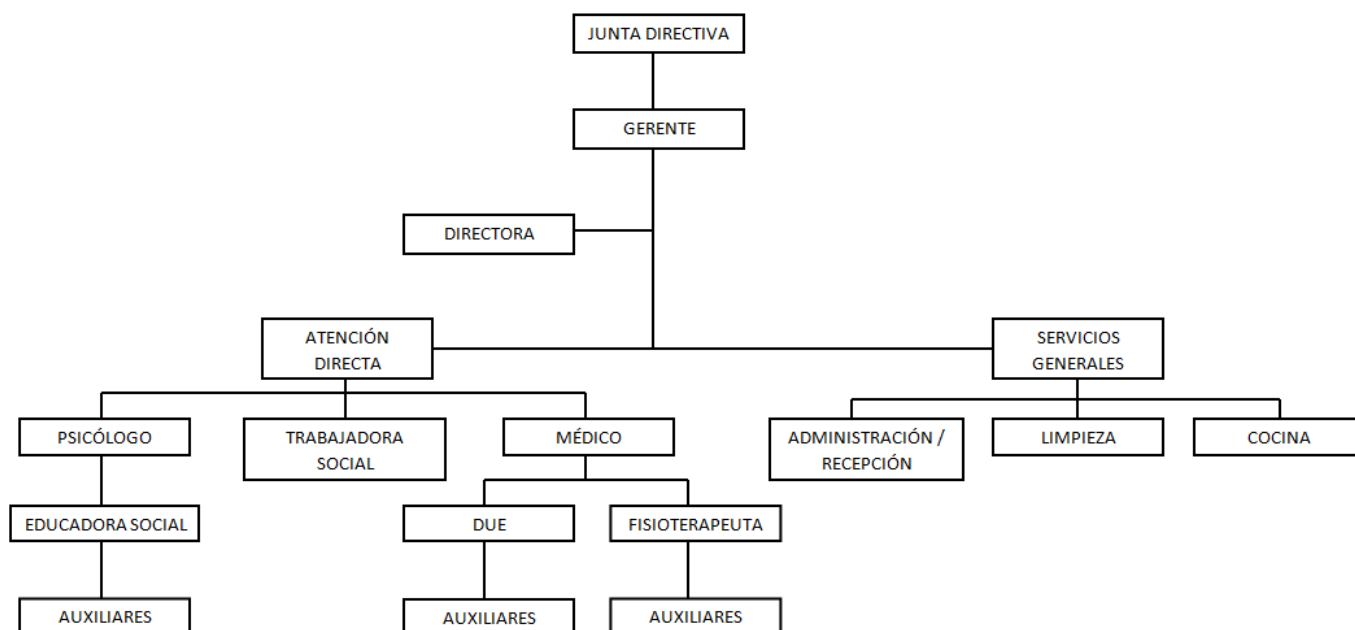 JUNTA DIRECTIVA
GERENTE
DIRECTORA
ATENCIÓN
DIRECTA
SERVICIOS
GENERALES
PSICÓLOGO
TRABAJADORA
SOCIAL
MÉDICO
ADMINISTRACIÓN /
RECEPCIÓN
LIMPIEZA
COCINA
EDUCADORA SOCIAL
DUE
FISIOTERAPEUTA
AUXILIARES
AUXILIARES
AUXILIARES